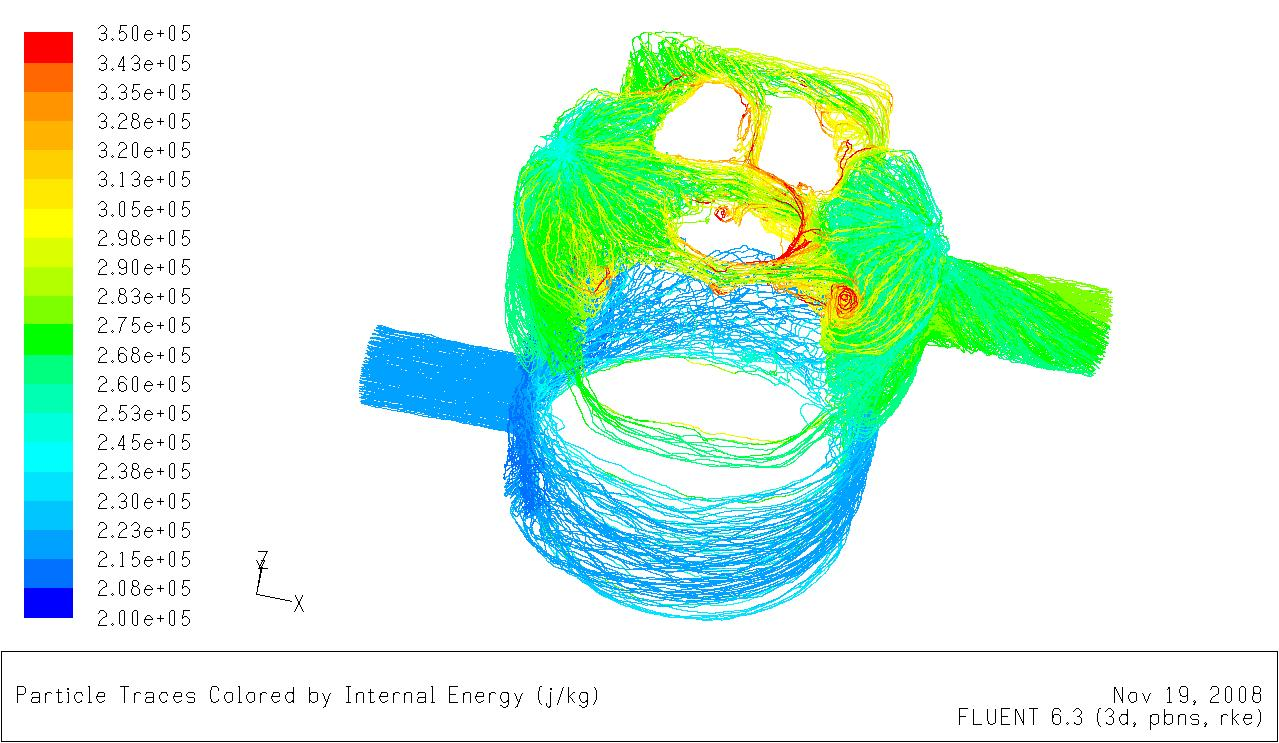 3.50e+05
3.43e+05
3.35e+05
3.28e+05
3.20e+05
3.13e+05
3.05e+05
2.98e+05
2.90e+05
2.83e+05
2.75e+05
2.68e+05
2.60e+05
2.53e+05
2.45e+05
2.38e+05
2.30e+05
2.23e+05
2.15e+05
2.08e+05
2.00e+05
Z
Y
X
Particle Traces Colored by Internal Energy (j/kg)
Nov 19, 2008
FLUENT 6.3 (3d, pbns, rke)